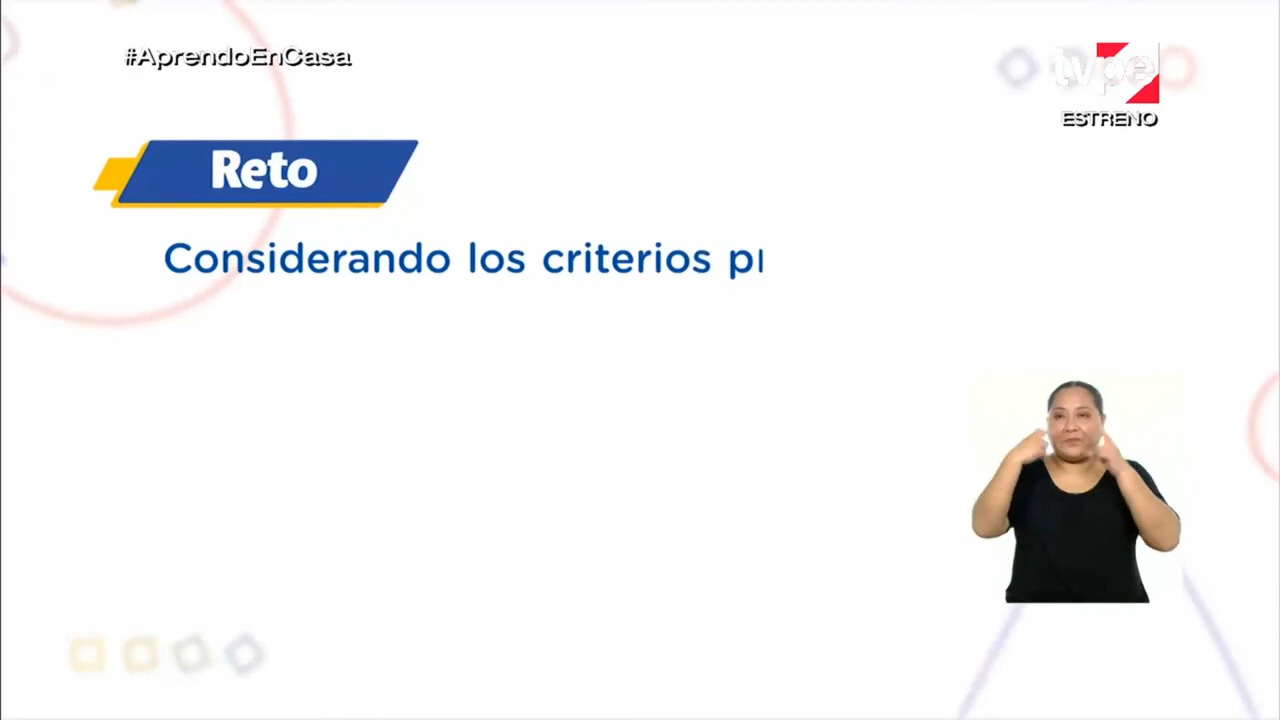 #AprendoEnCasa
tvpe
ESTRENO
Reto
Considerando los criterios